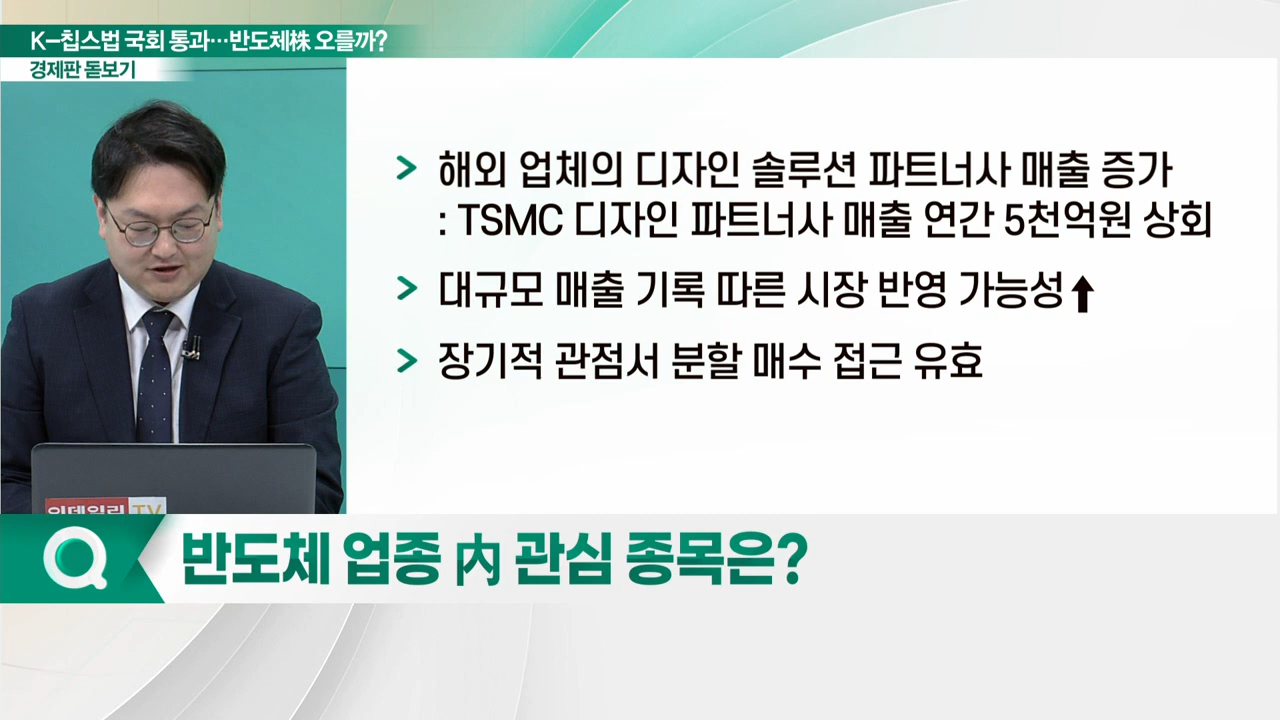 K-칩스법 국회 통과…반도체株 오를까?
경제판 돋보기
> 해외 업체의 디자인 솔루션 파트너사 매출 증가
: TSMC 디자인 파트너사 매출 연간 5천억원 상회
> 대규모 매출 기록 따른 시장 반영 가능성⬆
> 장기적 관점서 분할 매수 접근 유효
이데일리 TV
Q 반도체 업종 內 관심 종목은?